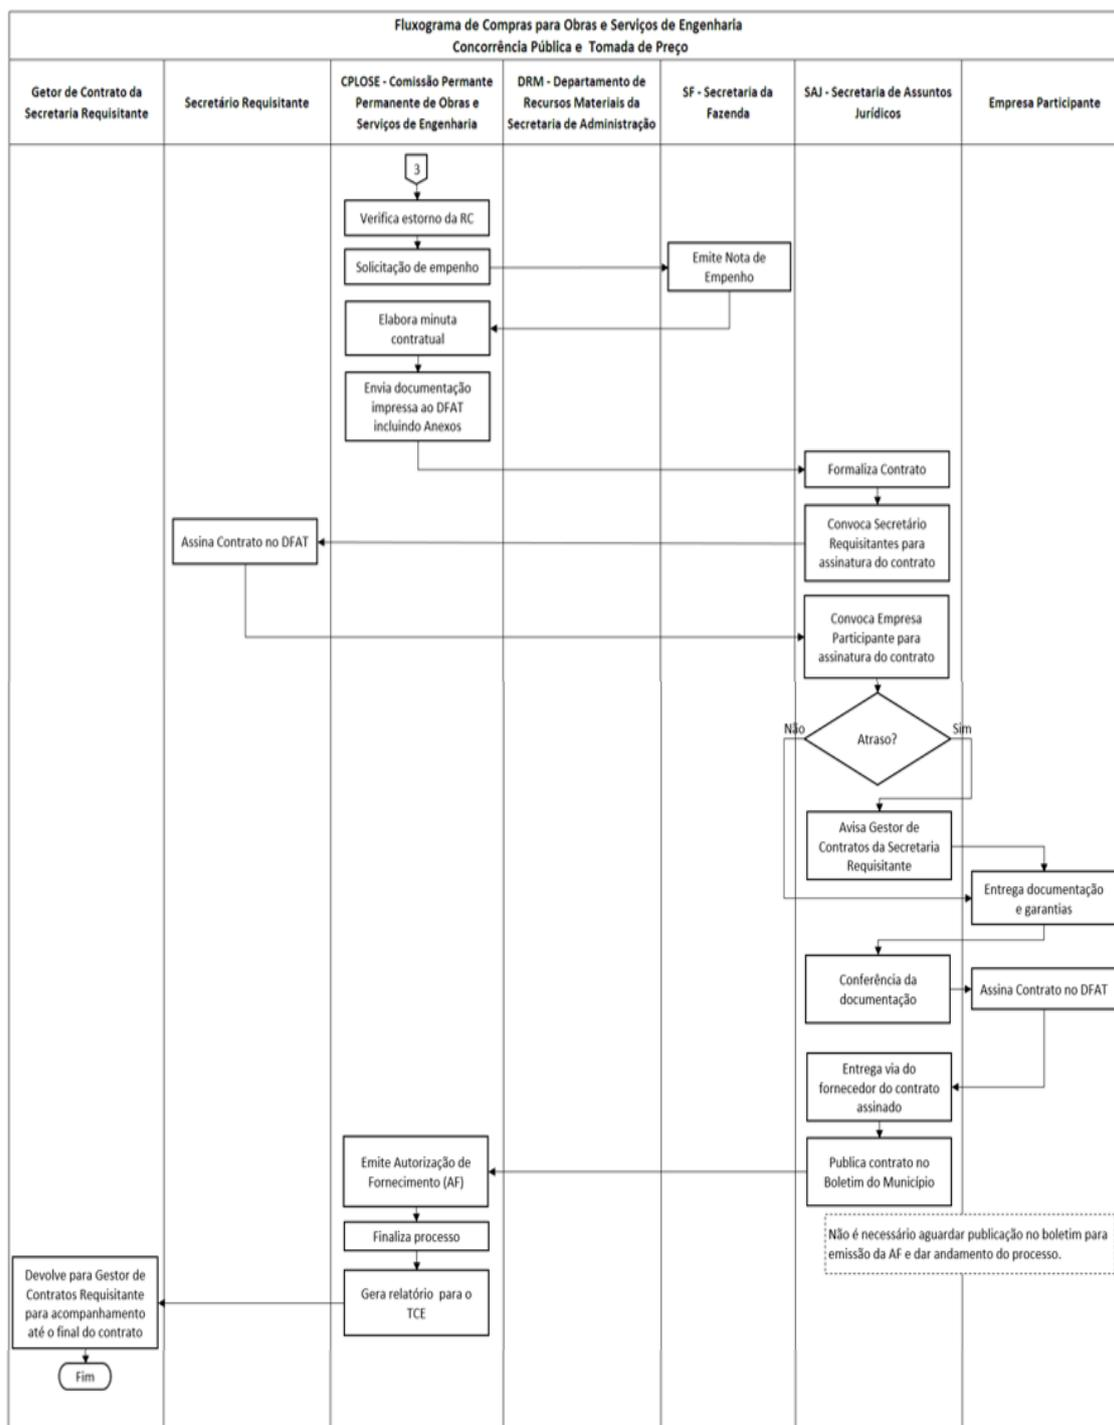 Fluxograma de Compras para Obras e Serviços de Engenharia
Concorrência Pública e Tomada de Preço
Getor de Contrato da
Secretaria Requisitante
Secretário Requisitante
CPLOSE - Comissão Permante
Permanente de Obras e
Serviços de Engenharia
DRM - Departamento de
Recursos Materiais da
Secretaria de Administração
SF - Secretaria da
Fazenda
SAJ - Secretaria de Assuntos
Jurídicos
Empresa Participante
3
Verifica estorno da RC
Solicitação de empenho
Emite Nota de
Empenho
Elabora minuta
contratual
Envia documentação
impressa ao DFAT
incluindo Anexos
Formaliza Contrato
Convoca Secretário
Requisitantes para
assinatura do contrato
Assina Contrato no DFAT
Convoca Empresa
Participante para
assinatura do contrato
Não
Atraso?
Sim
Avisa Gestor de
Contratos da Secretaria
Requisitante
Entrega documentação
e garantias
Conferência da
documentação
Assina Contrato no DFAT
Entrega via do
fornecedor do contrato
assinado
Publica contrato no
Boletim do Município
Emite Autorização de
Fornecimento (AF)
Não é necessário aguardar publicação no boletim para
emissão da AF e dar andamento do processo.
Finaliza processo
Gera relatório para o
TCE
Devolve para Gestor de
Contratos Requisitante
para acompanhamento
até o final do contrato
Fim